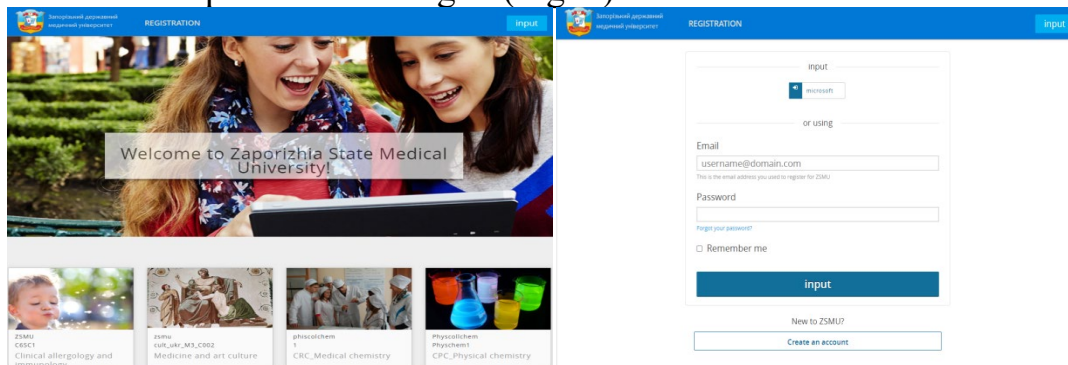 Запорізький державний
медичний університет
REGISTRATION
input
Welcome to Zaporizhia State Medical
University!
ZSMU
C6SC1
Clinical allergology and
immunology
zsmu
cult_ukr_M3_C002
Medicine and art culture
phiscolchem
1
CRC_Medical chemistry
Physcollchem
Physchem1
CPC_Physical chemistry
Запорізький державний
медичний університет
REGISTRATION
input
input
microsoft
or using
Email
username@domain.com
This is the email address you used to register for ZSMU
Password
Forgot your password?
Remember me
input
New to ZSMU?
Create an account